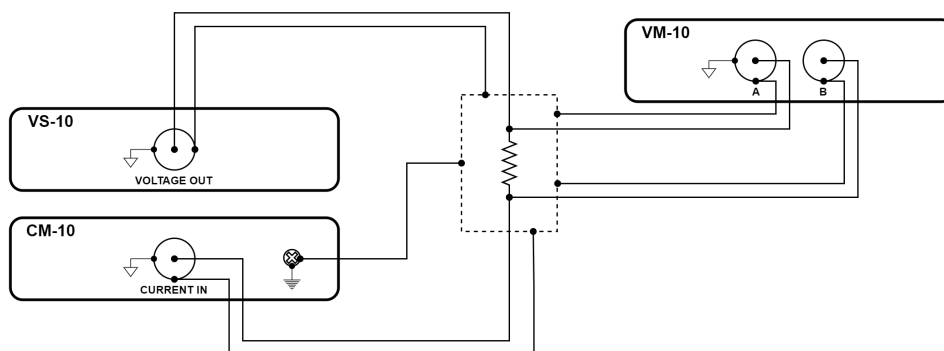 VM-10
A
B
VS-10
VOLTAGE OUT
CM-10
CURRENT IN